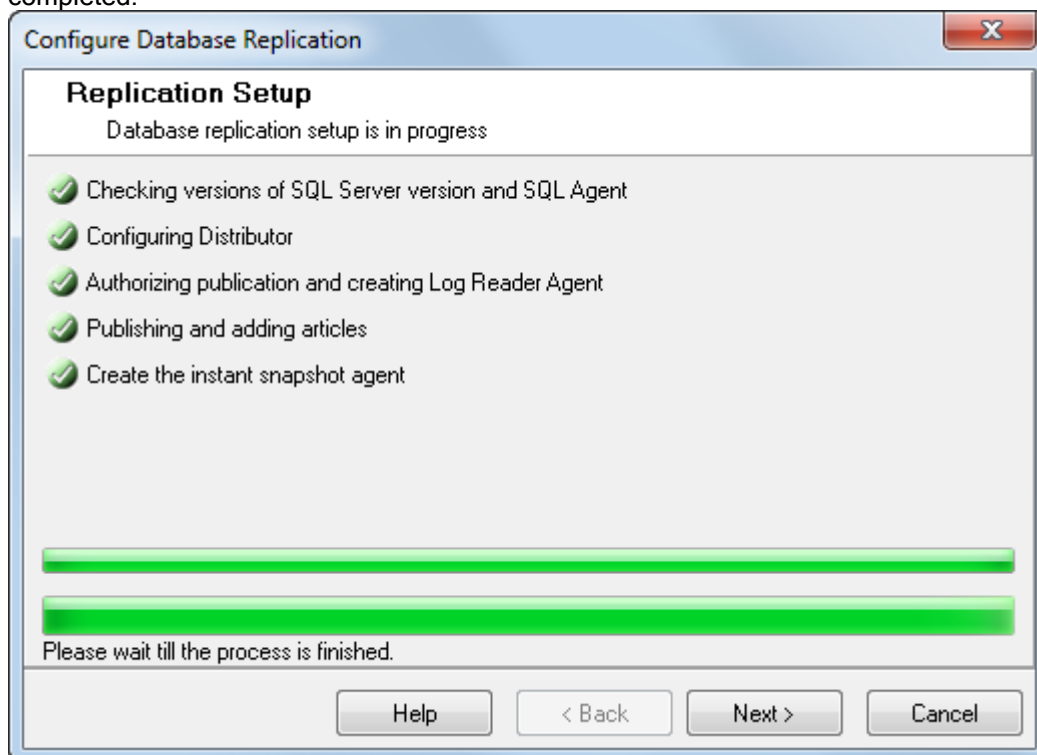 completed.
Configure Database Replication
Replication Setup
Database replication setup is in progress
Checking versions of SQL Server version and SQL Agent
Configuring Distributor
Authorizing publication and creating Log Reader Agent
Publishing and adding articles
Create the instant snapshot agent
Please wait till the process is finished.
Help
< Back
Next >
Cancel